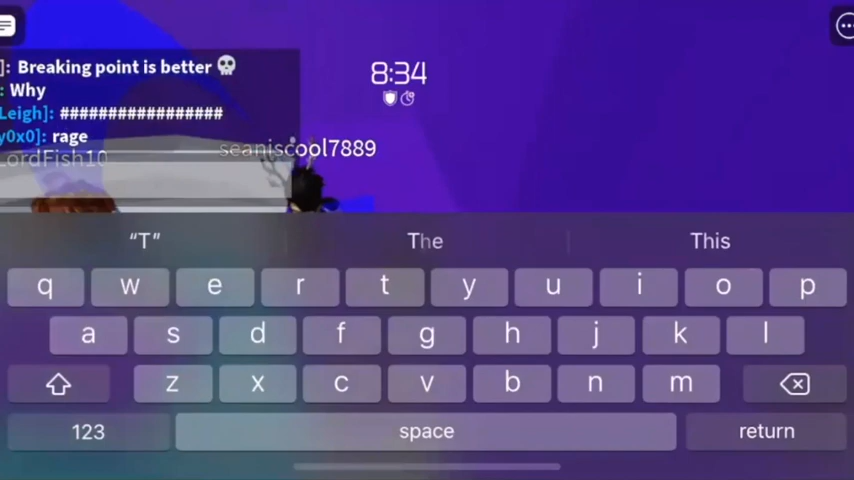 ]: Breaking point is better 💀
8:34
: Why
Leigh]: #################
y0x0]: rage
LordFish10
seaniscool7889
“T” The This
q w e r t y u i o p
a s d f g h j k l
z x c v b n m
123 space return